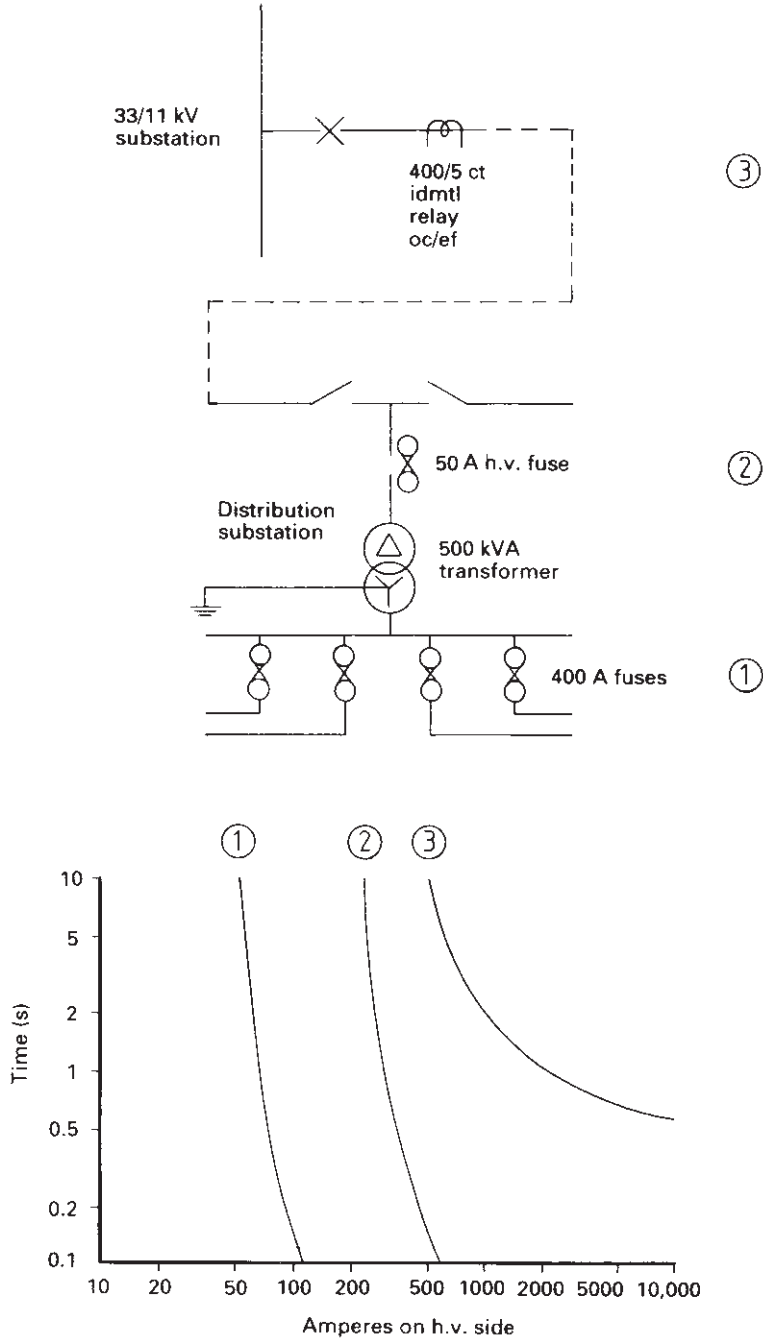 33/11 kV
substation
400/5 ct
idmtl
relay
oc/ef
③
50 A h.v. fuse
②
Distribution
substation
500 kVA
transformer
400 A fuses
①
① ② ③
10
5
2
1
0.5
0.2
0.1
Time (s)
10 20 50 100 200 500 1000 2000 5000 10,000
Amperes on h.v. side